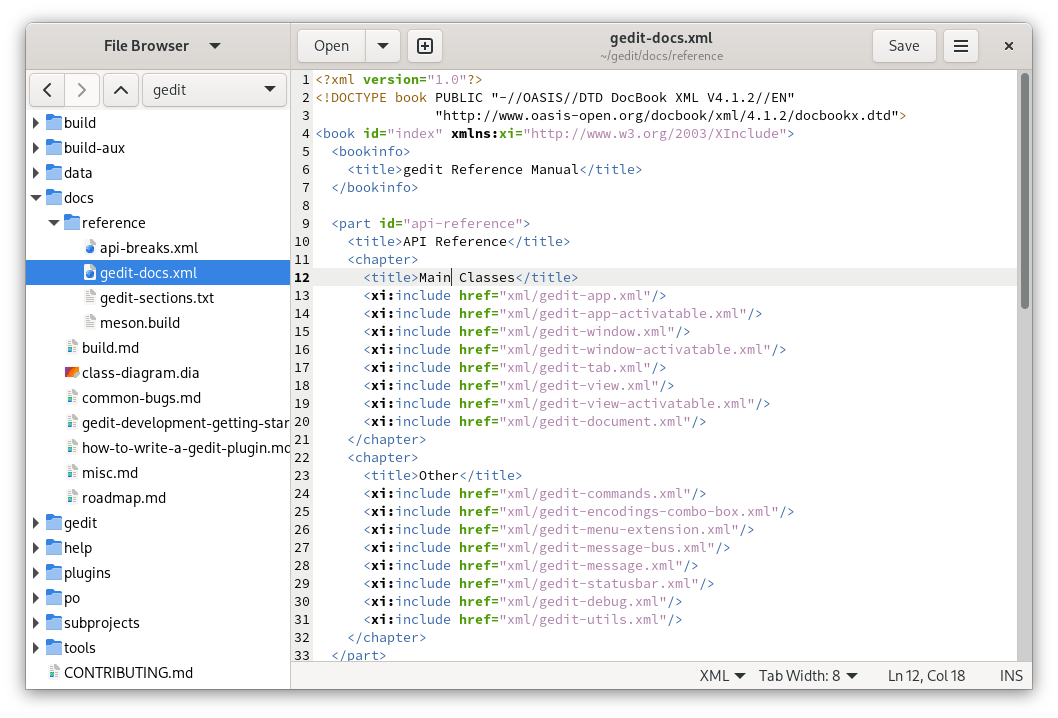 File Browser
Open
gedit-docs.xml
~/gedit/docs/reference
Save
gedit
build
build-aux
data
docs
reference
api-breaks.xml
gedit-docs.xml
gedit-sections.txt
meson.build
build.md
class-diagram.dia
common-bugs.md
gedit-development-getting-star
how-to-write-a-gedit-plugin.md
misc.md
roadmap.md
gedit
help
plugins
po
subprojects
tools
CONTRIBUTING.md
1 <?xml version="1.0"?>
2 <!DOCTYPE book PUBLIC "-//OASIS//DTD DocBook XML V4.1.2//EN"
3 "http://www.oasis-open.org/docbook/xml/4.1.2/docbookx.dtd">
4 <book id="index" xmlns:xi="http://www.w3.org/2003/XInclude">
5 <bookinfo>
6 <title>gedit Reference Manual</title>
7 </bookinfo>
8
9 <part id="api-reference">
10 <title>API Reference</title>
11 <chapter>
12 <title>Main Classes</title>
13 <xi:include href="xml/gedit-app.xml"/>
14 <xi:include href="xml/gedit-app-activatable.xml"/>
15 <xi:include href="xml/gedit-window.xml"/>
16 <xi:include href="xml/gedit-window-activatable.xml"/>
17 <xi:include href="xml/gedit-tab.xml"/>
18 <xi:include href="xml/gedit-view.xml"/>
19 <xi:include href="xml/gedit-view-activatable.xml"/>
20 <xi:include href="xml/gedit-document.xml"/>
21 </chapter>
22 <chapter>
23 <title>Other</title>
24 <xi:include href="xml/gedit-commands.xml"/>
25 <xi:include href="xml/gedit-encodings-combo-box.xml"/>
26 <xi:include href="xml/gedit-menu-extension.xml"/>
27 <xi:include href="xml/gedit-message-bus.xml"/>
28 <xi:include href="xml/gedit-message.xml"/>
29 <xi:include href="xml/gedit-statusbar.xml"/>
30 <xi:include href="xml/gedit-debug.xml"/>
31 <xi:include href="xml/gedit-utils.xml"/>
32 </chapter>
33 </part>
XML Tab Width: 8 Ln 12, Col 18 INS